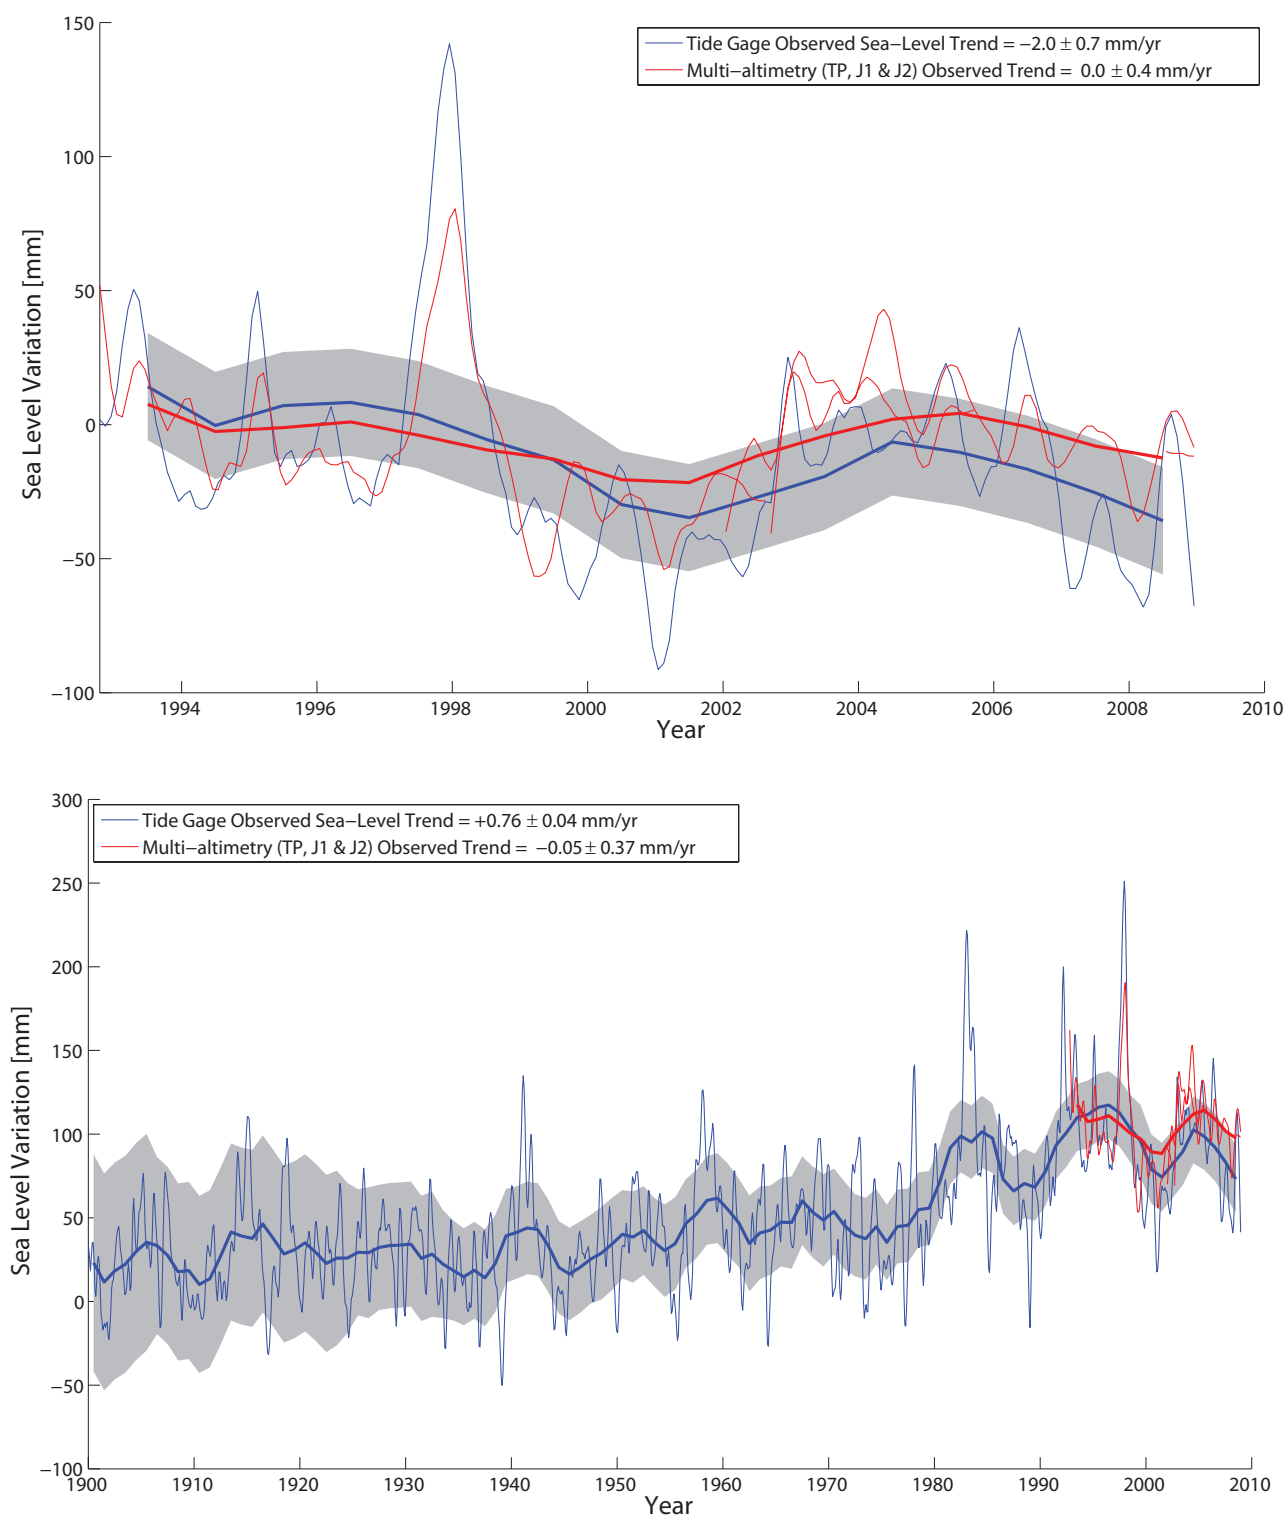 150
100
50
0
−50
−100
Sea Level Variation [mm]
Tide Gage Observed Sea−Level Trend = −2.0 ± 0.7 mm/yr
Multi−altimetry (TP, J1 & J2) Observed Trend = 0.0 ± 0.4 mm/yr
1994 1996 1998 2000 2002 2004 2006 2008 2010
Year
300
250
200
150
100
50
0
−50
−100
Sea Level Variation [mm]
Tide Gage Observed Sea−Level Trend = +0.76 ± 0.04 mm/yr
Multi−altimetry (TP, J1 & J2) Observed Trend = −0.05 ± 0.37 mm/yr
1900 1910 1920 1930 1940 1950 1960 1970 1980 1990 2000 2010
Year